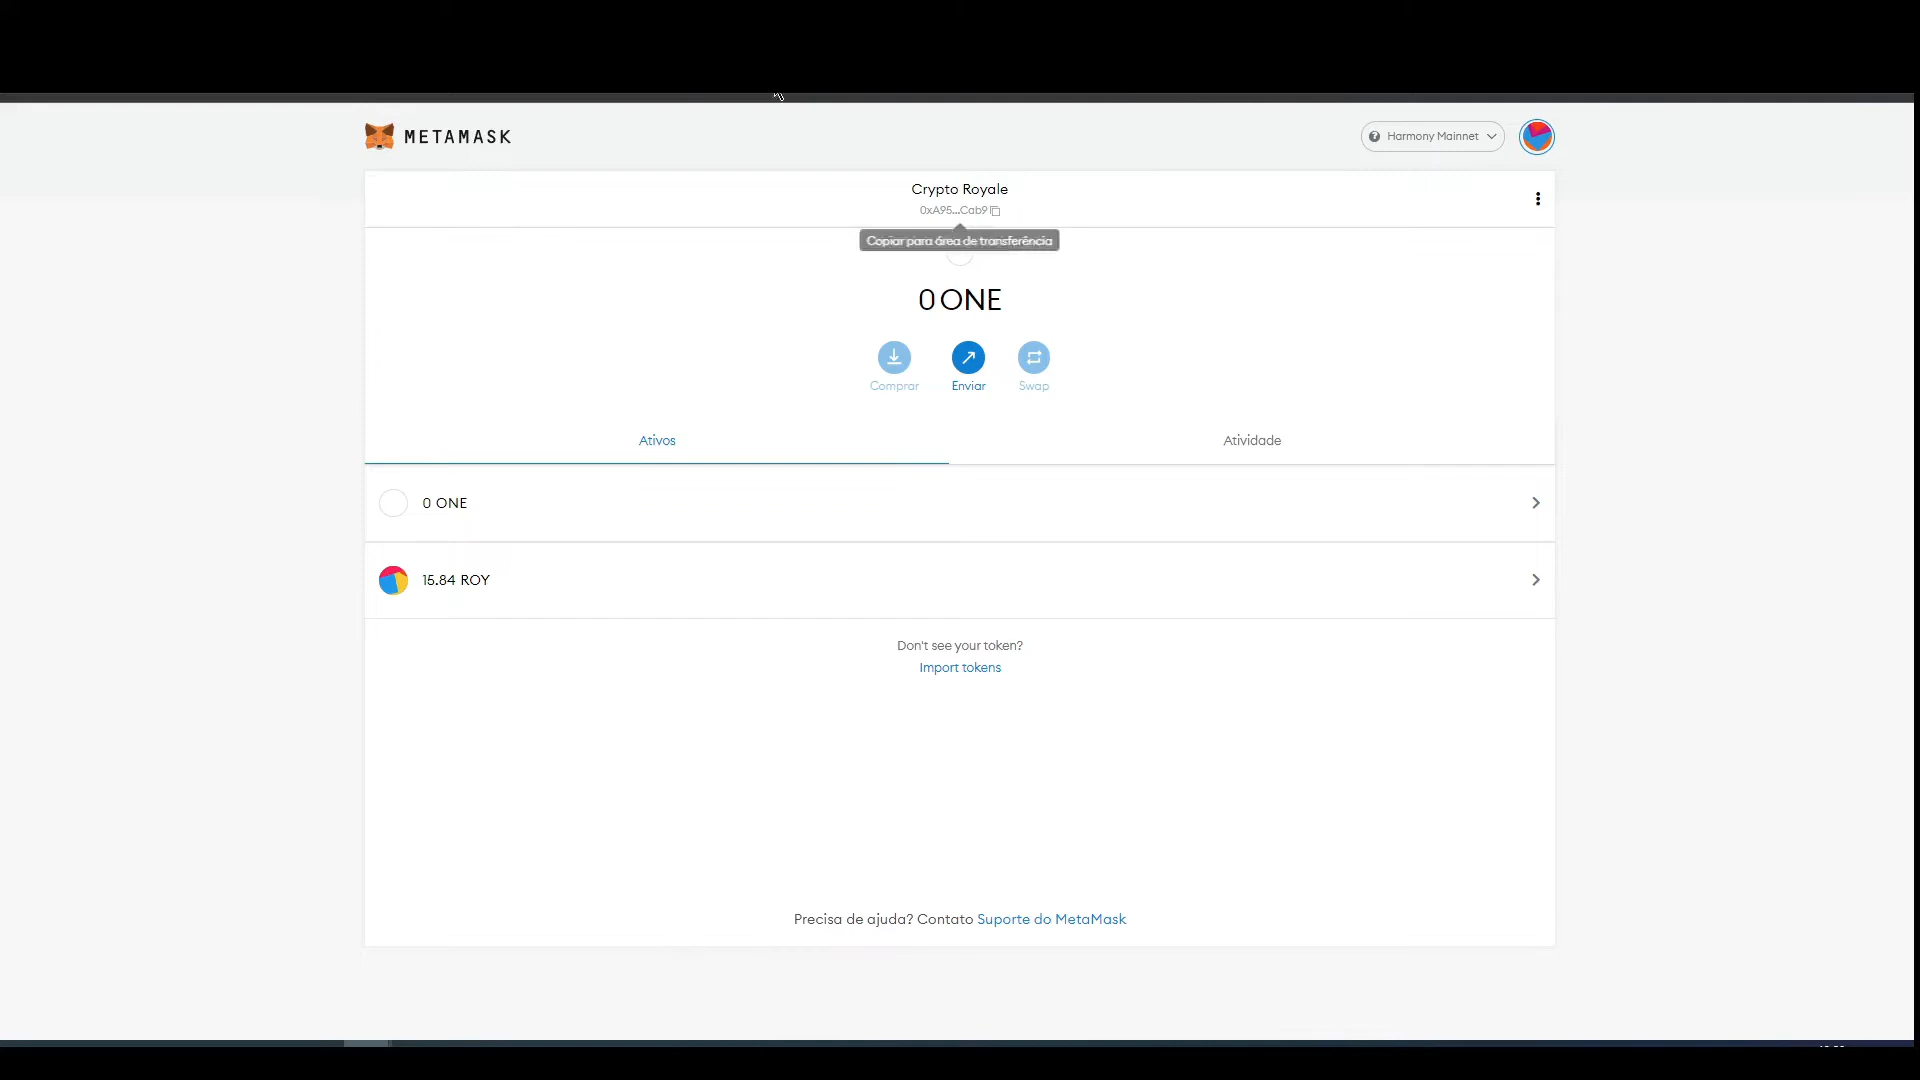 METAMASK
Harmony Mainnet
Crypto Royale
0xA95...Cab9
Copiar para área de transferência
0 ONE
Comprar
Enviar
Swap
Ativos
Atividade
0 ONE
15.84 ROY
Don't see your token?
Import tokens
Precisa de ajuda? Contato Suporte do MetaMask